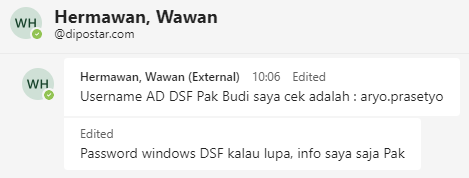 WH
Hermawan, Wawan
@dipostar.com
WH
Hermawan, Wawan (External) 10:06 Edited
Username AD DSF Pak Budi saya cek adalah : aryo.prasetyo
Edited
Password windows DSF kalau lupa, info saya saja Pak